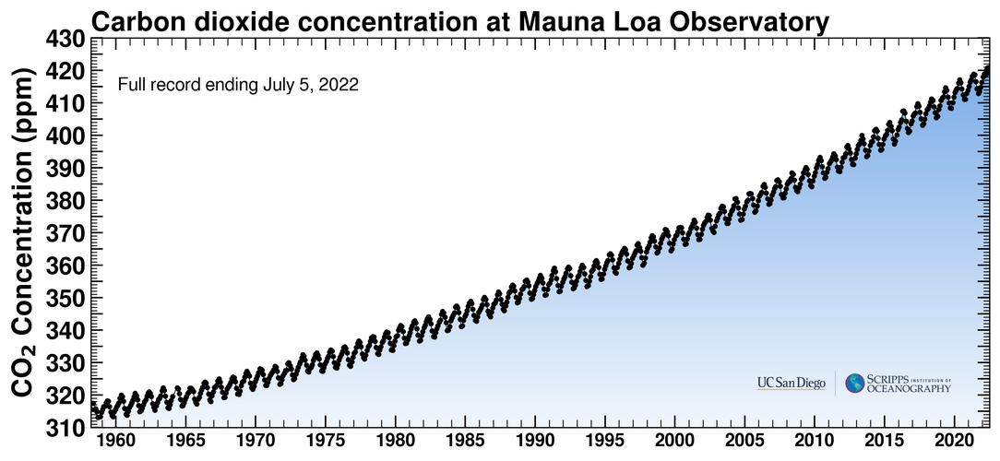 Carbon dioxide concentration at Mauna Loa Observatory
Full record ending July 5, 2022
CO₂ Concentration (ppm)
430
420
410
400
390
380
370
360
350
340
330
320
310
UC San Diego
SCRIPPS INSTITUTION OF
OCEANOGRAPHY
1960 1965 1970 1975 1980 1985 1990 1995 2000 2005 2010 2015 2020